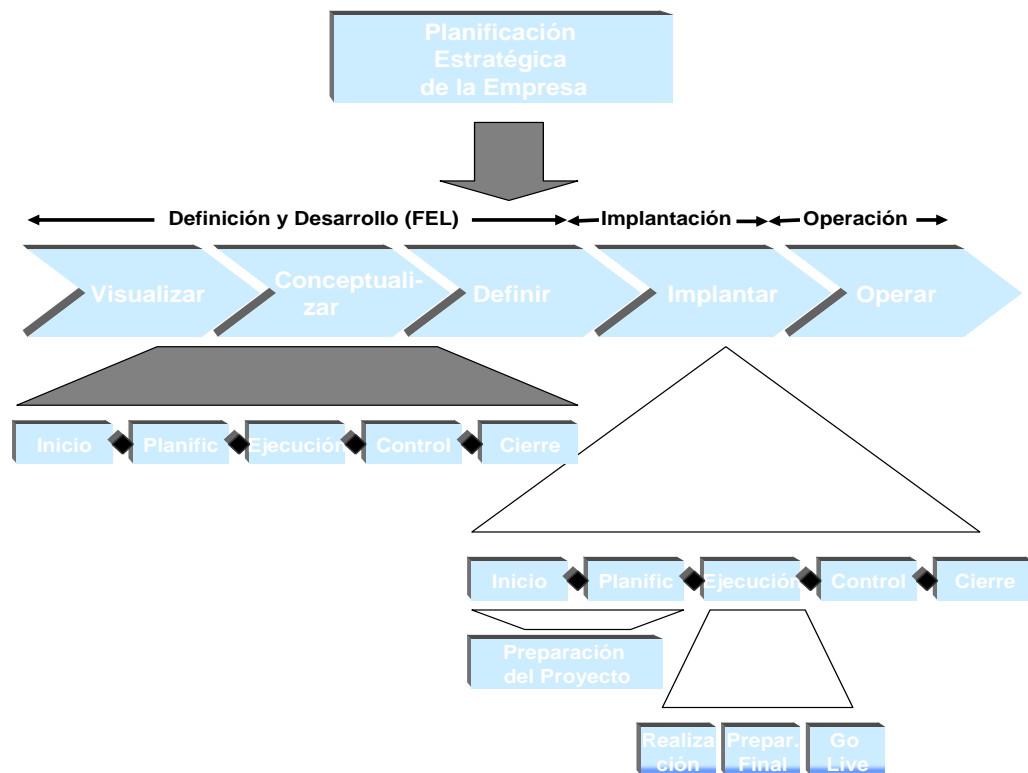 Planificación
Estratégica
de la Empresa
Definición y Desarrollo (FEL)
Implantación
Operación
Visualizar
Conceptuali-
zar
Definir
Implantar
Operar
Inicio
Planific
Ejecución
Control
Cierre
Inicio
Planific
Ejecución
Control
Cierre
Preparación
del Proyecto
Realiza
ción
Prepar.
Final
Go
Live